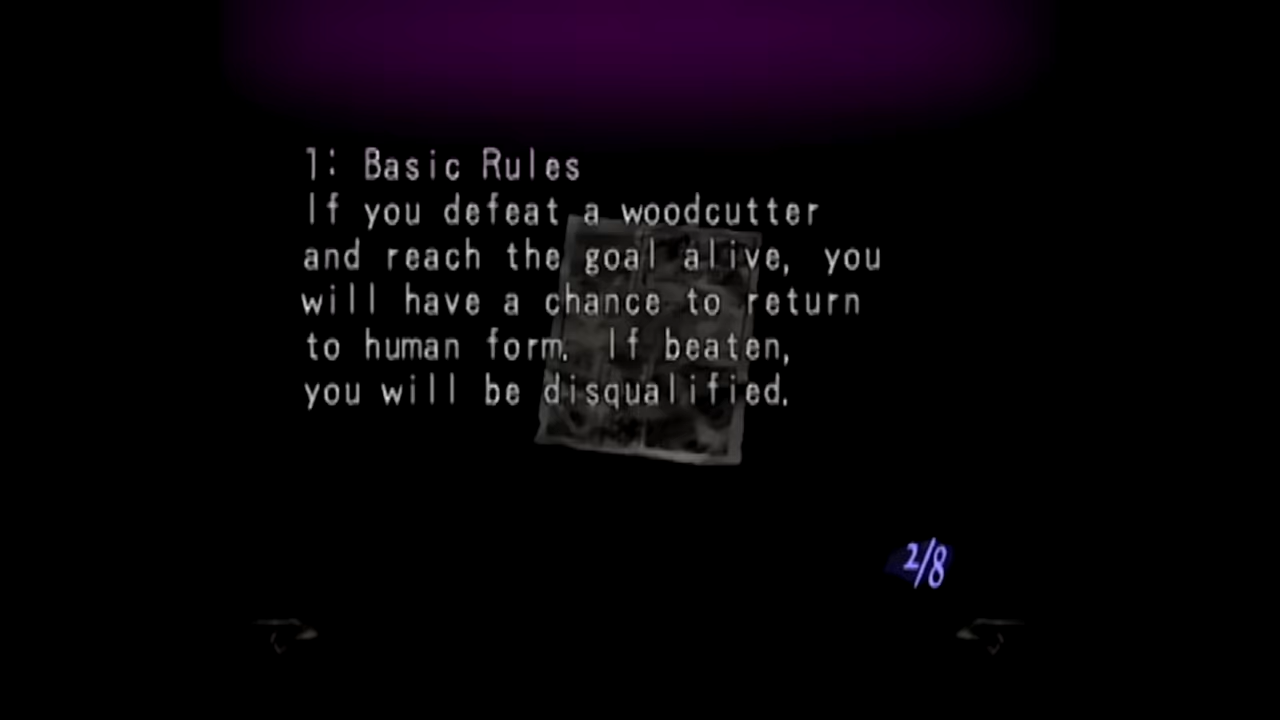 1: Basic Rules
If you defeat a woodcutter
and reach the goal alive, you
will have a chance to return
to human form. If beaten,
you will be disqualified.
2/8